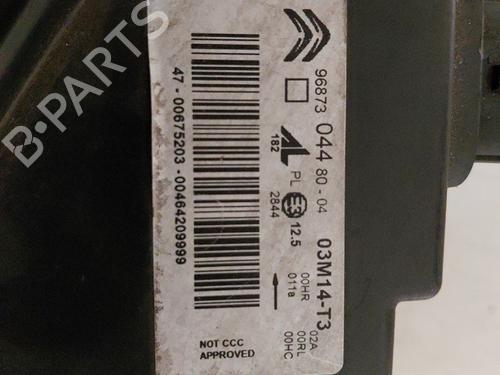 96873 044 80 - 04
182 PL E3 12.5 03M14-T3
2844
00HR 02A
011a 00RL
00HC
47 - 00675203 - 00464209999
NOT CCC
APPROVED